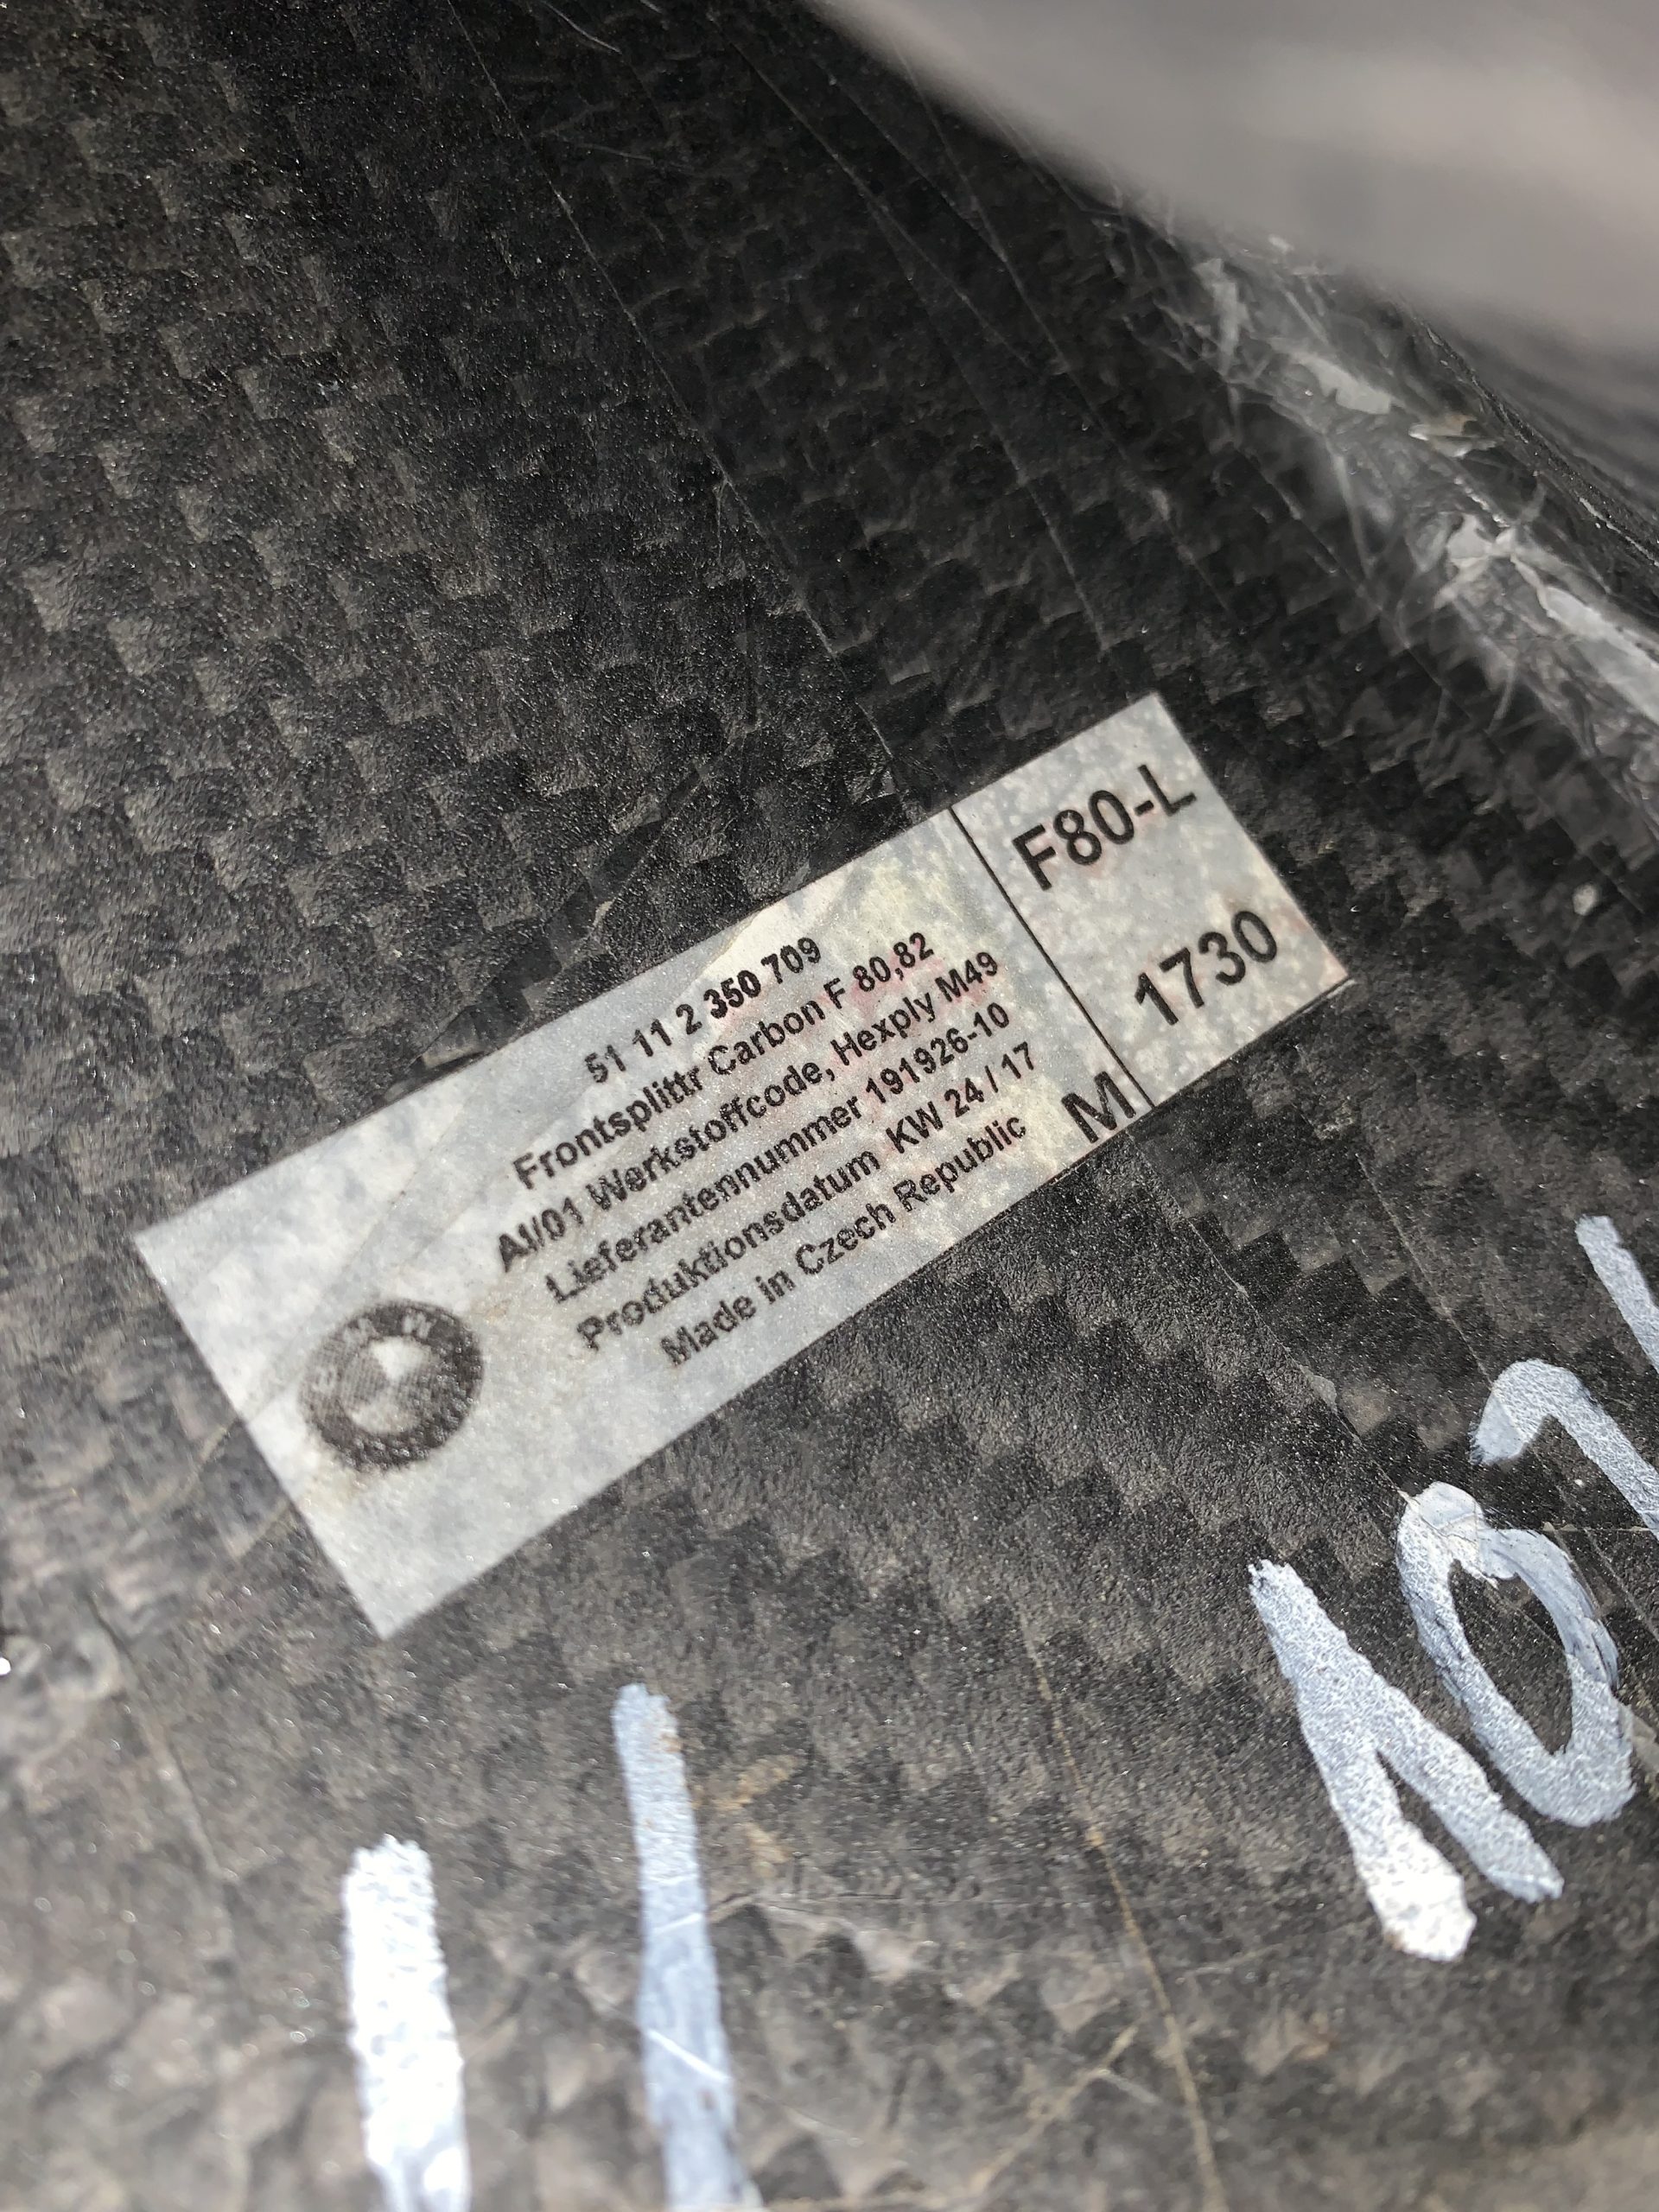 51 11 2 350 709
Frontsplittr Carbon F 80,82
AI/01 Werkstoffcode, Hexply M49
Lieferantennummer 191926-10
Produktionsdatum KW 24 / 17
Made in Czech Republic
M
F80-L
1730
BMW